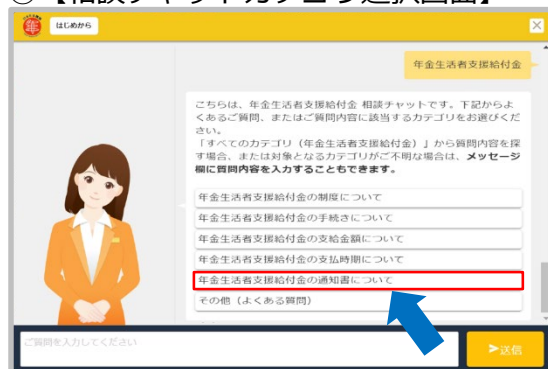 ①【相談チャットカテゴリ選択画面】
はじめから
年金生活者支援給付金
こちらは、年金生活者支援給付金 相談チャットです。下記からよ
くあるご質問、またはご質問内容に該当するカテゴリをお選びくだ
さい。
「すべてのカテゴリ（年金生活者支援給付金）」から質問内容を探
す場合、または対象となるカテゴリがご不明な場合は、メッセージ
欄に質問内容を入力することもできます。
年金生活者支援給付金の制度について
年金生活者支援給付金の手続きについて
年金生活者支援給付金の支給金額について
年金生活者支援給付金の支払時期について
年金生活者支援給付金の通知書について
その他（よくある質問）
ご質問を入力してください
送信